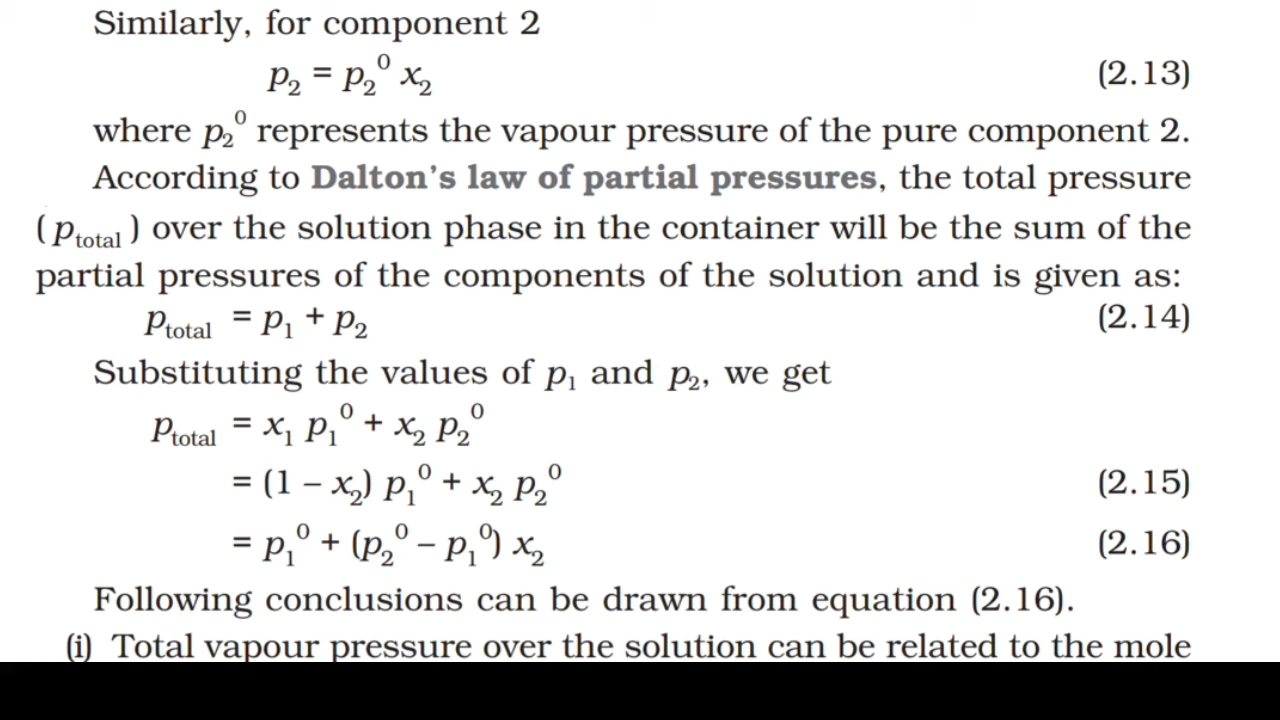 Similarly, for component 2
p₂ = p₂⁰ x₂ (2.13)
where p₂⁰ represents the vapour pressure of the pure component 2.
According to Dalton's law of partial pressures, the total pressure
( p_total ) over the solution phase in the container will be the sum of the
partial pressures of the components of the solution and is given as:
p_total = p₁ + p₂ (2.14)
Substituting the values of p₁ and p₂, we get
p_total = x₁ p₁⁰ + x₂ p₂⁰
= (1 – x₂) p₁⁰ + x₂ p₂⁰ (2.15)
= p₁⁰ + (p₂⁰ – p₁⁰) x₂ (2.16)
Following conclusions can be drawn from equation (2.16).
(i) Total vapour pressure over the solution can be related to the mole